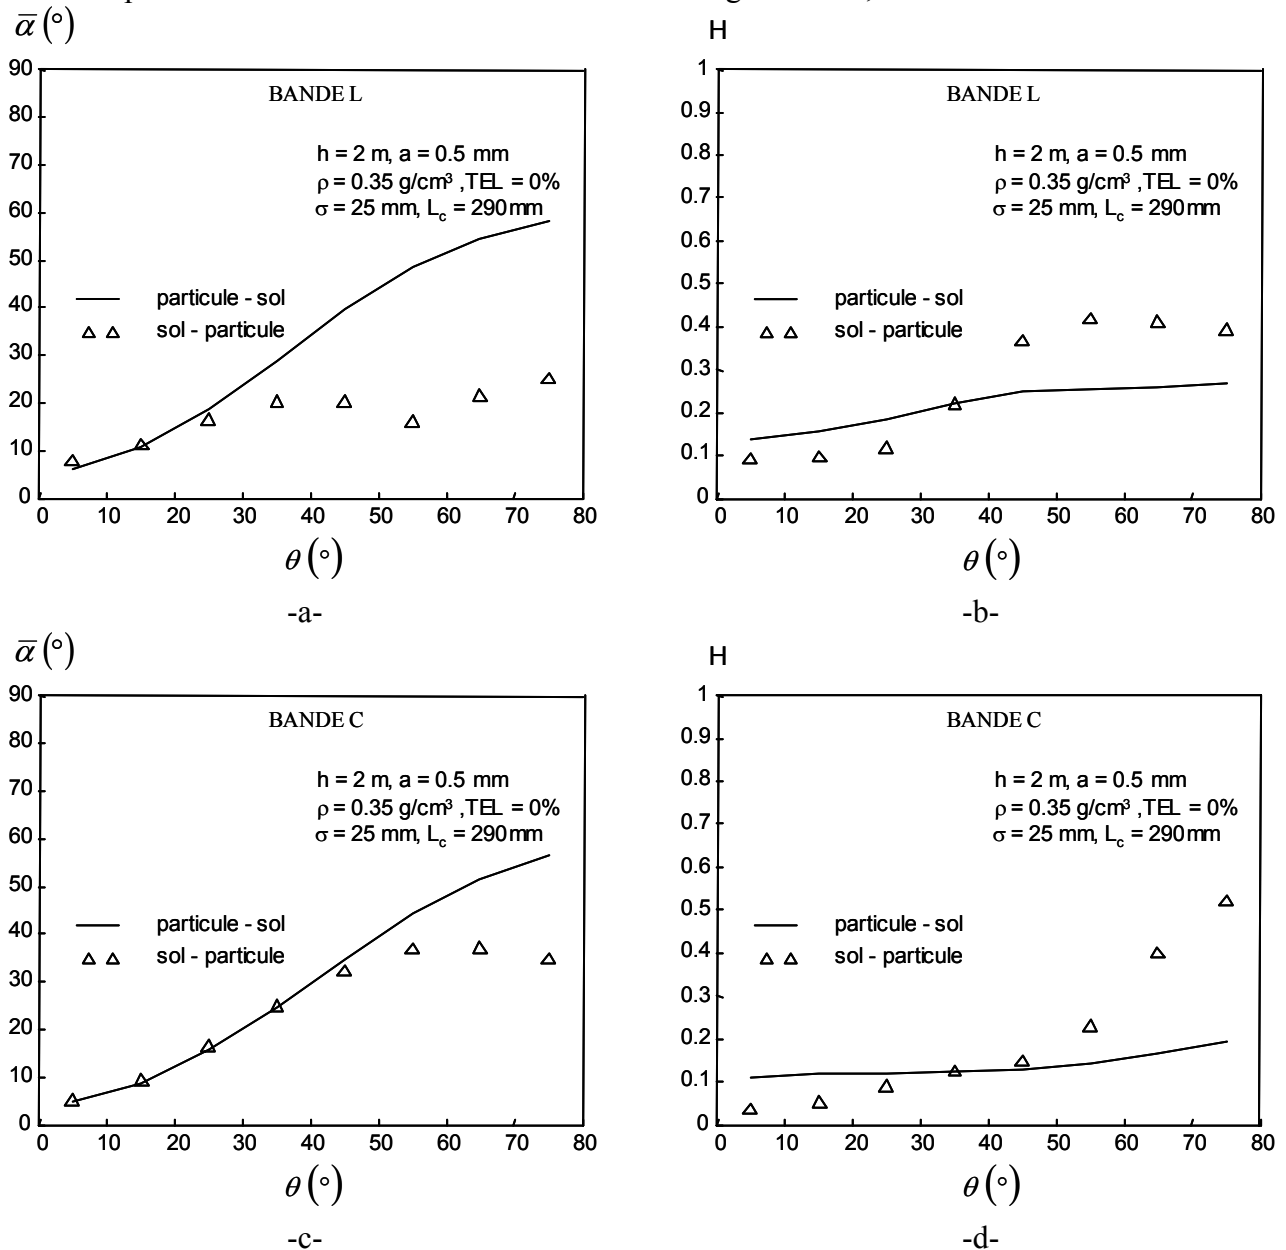 ᾱ (°)
90
80
70
60
50
40
30
20
10
0
BANDE L
h = 2 m, a = 0.5 mm
ρ = 0.35 g/cm³ ,TEL = 0%
σ = 25 mm, Lc = 290mm
particule - sol
sol - particule
0 10 20 30 40 50 60 70 80
θ (°)
-a-
H
1
0.9
0.8
0.7
0.6
0.5
0.4
0.3
0.2
0.1
0
BANDE L
h = 2 m, a = 0.5 mm
ρ = 0.35 g/cm³ ,TEL = 0%
σ = 25 mm, Lc = 290mm
particule - sol
sol - particule
0 10 20 30 40 50 60 70 80
θ (°)
-b-
ᾱ (°)
90
80
70
60
50
40
30
20
10
0
BANDE C
h = 2 m, a = 0.5 mm
ρ = 0.35 g/cm³ ,TEL = 0%
σ = 25 mm, Lc = 290mm
particule - sol
sol - particule
0 10 20 30 40 50 60 70 80
θ (°)
-c-
H
1
0.9
0.8
0.7
0.6
0.5
0.4
0.3
0.2
0.1
0
BANDE C
h = 2 m, a = 0.5 mm
ρ = 0.35 g/cm³ ,TEL = 0%
σ = 25 mm, Lc = 290mm
particule - sol
sol - particule
0 10 20 30 40 50 60 70 80
θ (°)
-d-